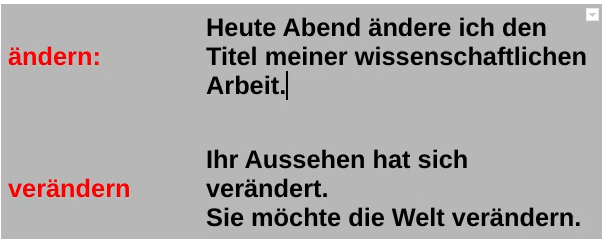 Heute Abend ändere ich den
ändern: Titel meiner wissenschaftlichen
Arbeit.
Ihr Aussehen hat sich
verändern verändert.
Sie möchte die Welt verändern.